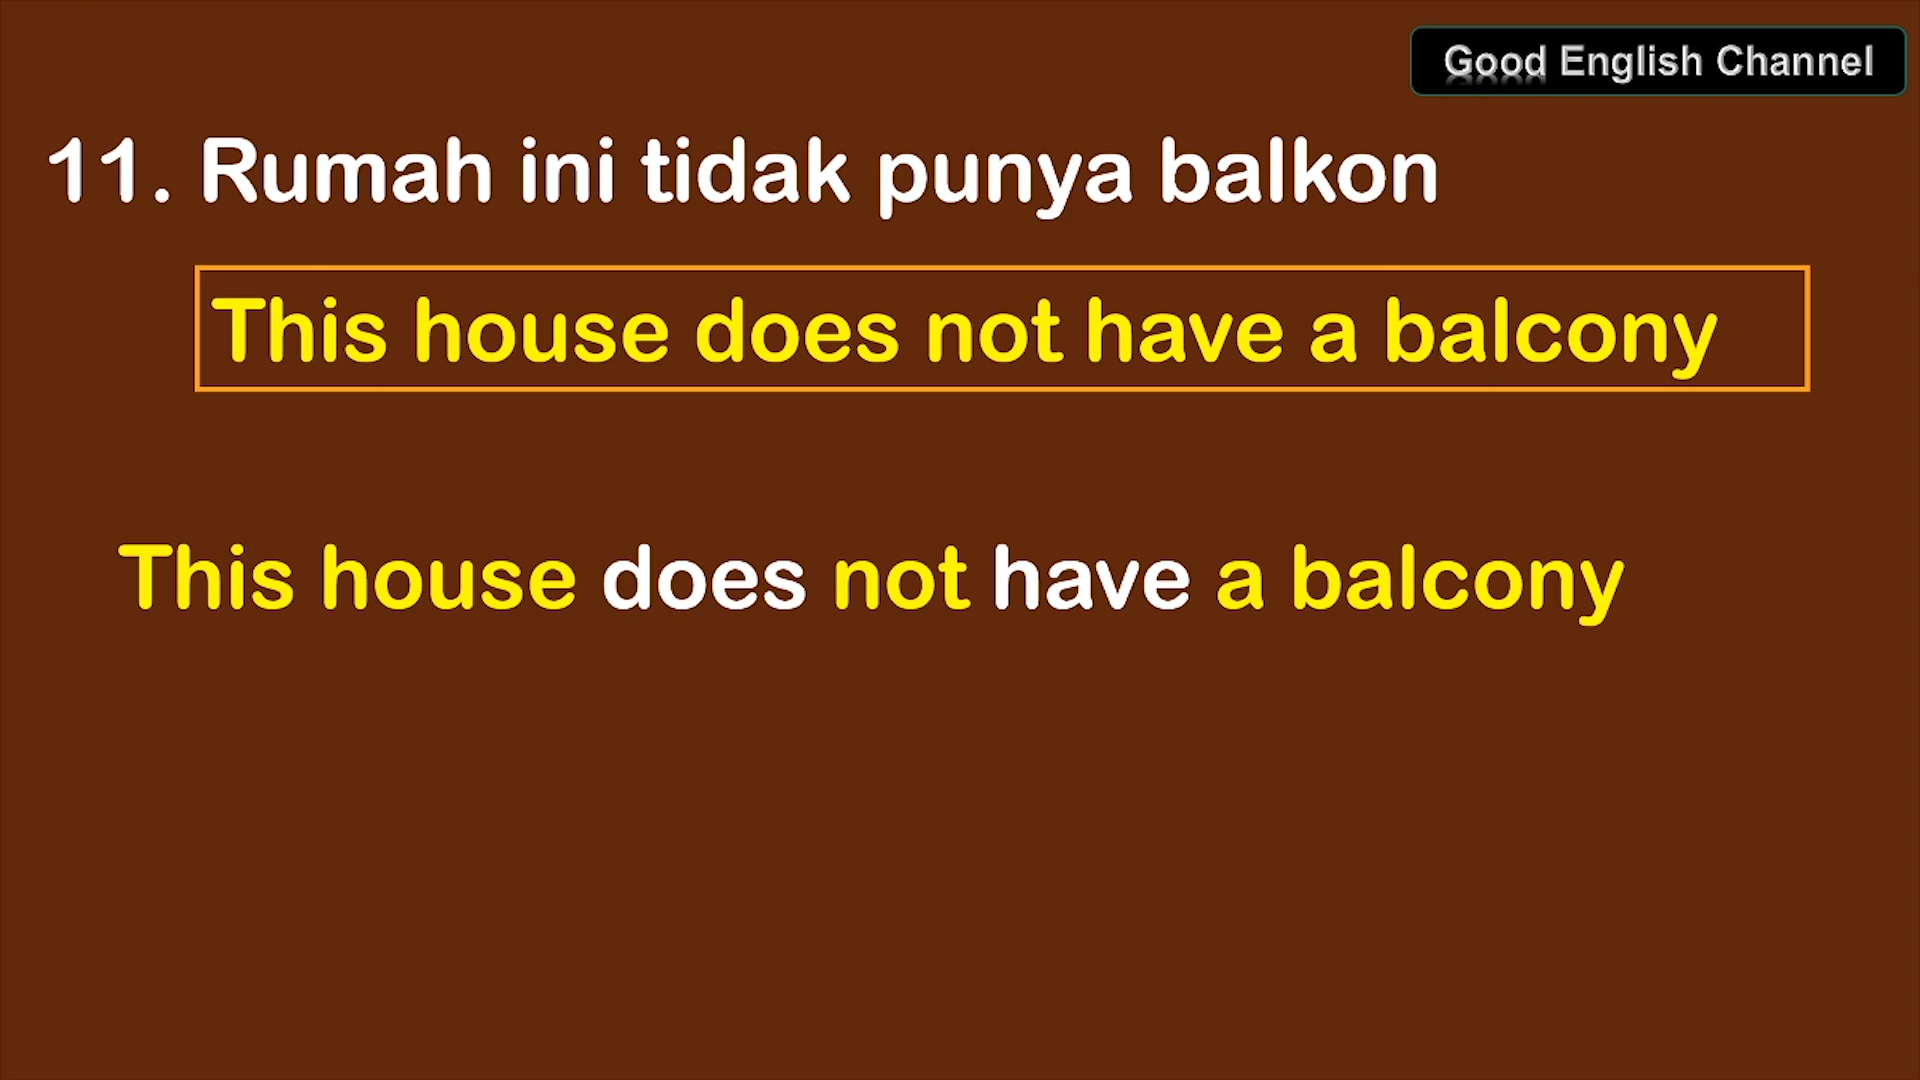 Good English Channel
11. Rumah ini tidak punya balkon
This house does not have a balcony
This house does not have a balcony